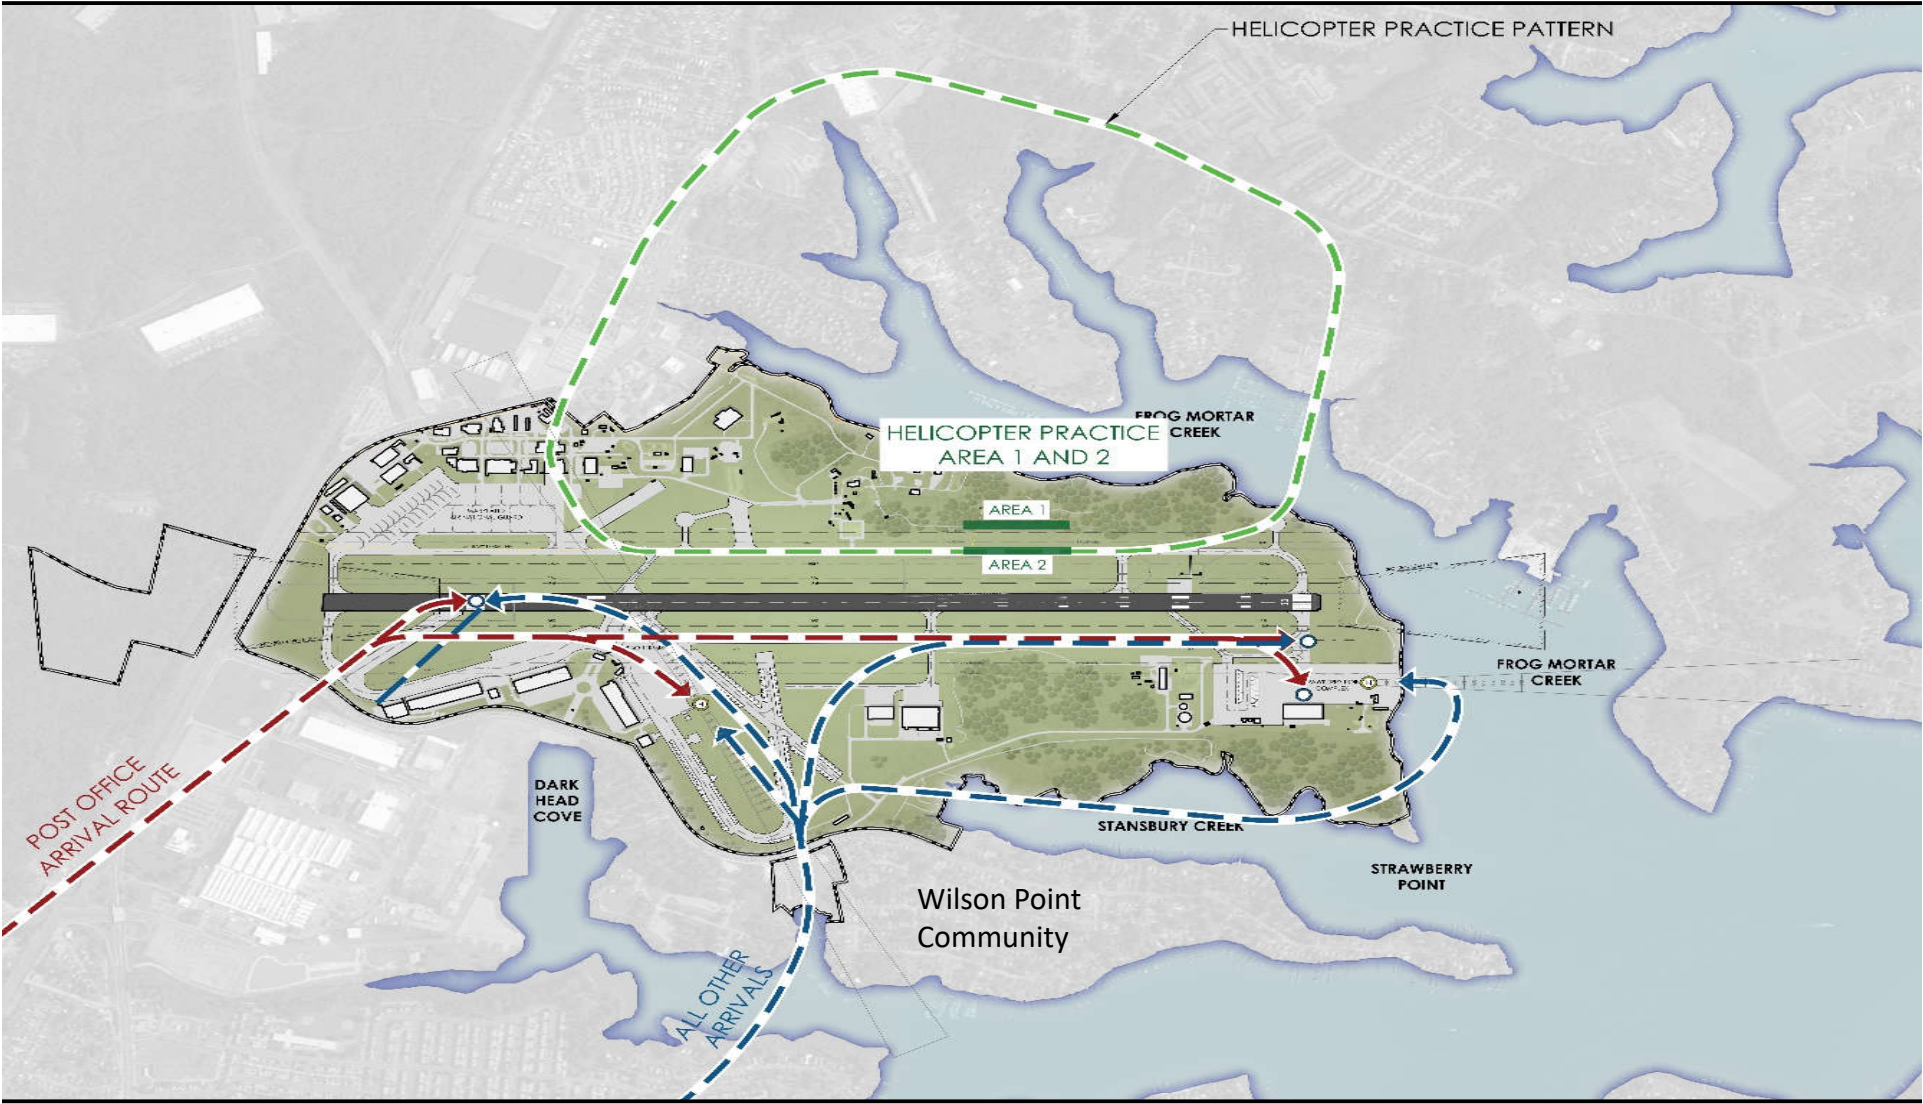 HELICOPTER PRACTICE PATTERN
FROG MORTAR
CREEK
HELICOPTER PRACTICE
AREA 1 AND 2
AREA 1
AREA 2
FROG MORTAR
CREEK
POST OFFICE
ARRIVAL ROUTE
DARK
HEAD
COVE
STANSBURY CREEK
STRAWBERRY
POINT
Wilson Point
Community
ALL OTHER
ARRIVALS